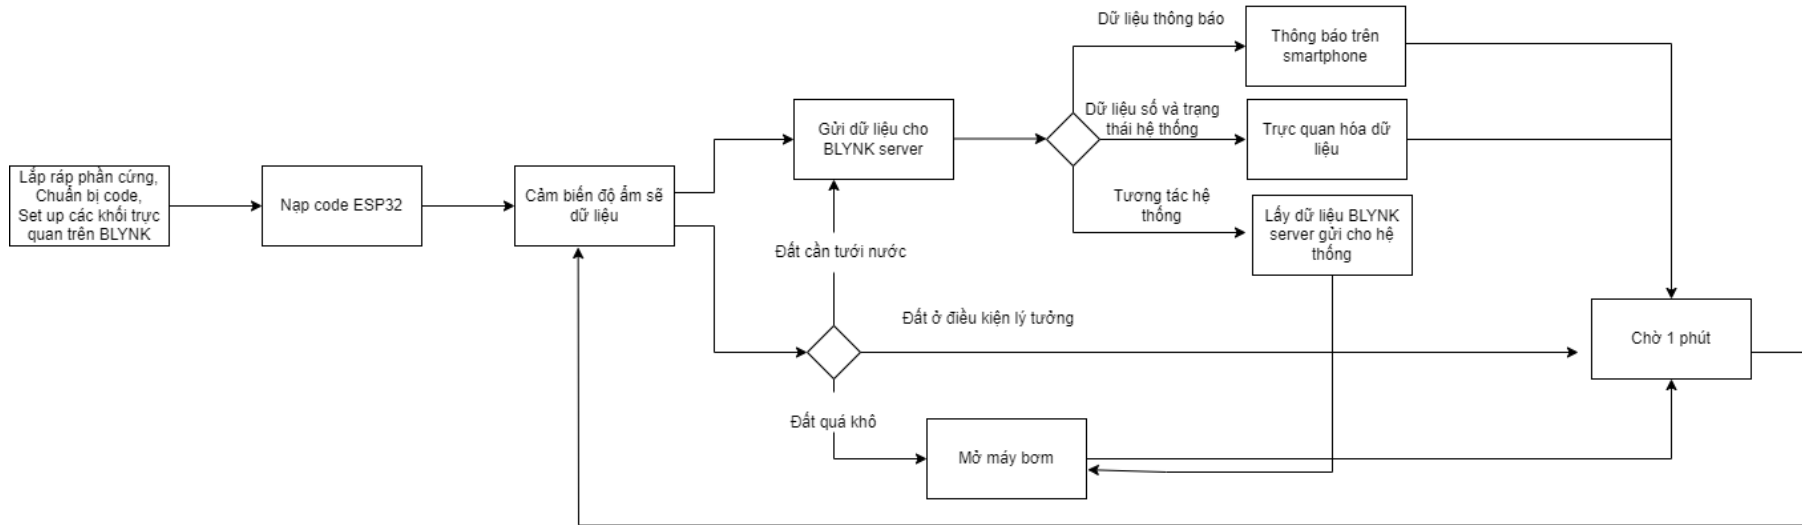 Lắp ráp phần cứng,
Chuẩn bị code,
Set up các khối trực
quan trên BLYNK
Nạp code ESP32
Cảm biến độ ẩm sẽ
dữ liệu
Gửi dữ liệu cho
BLYNK server
Đất cần tưới nước
Đất ở điều kiện lý tưởng
Đất quá khô
Mở máy bơm
Dữ liệu thông báo
Thông báo trên
smartphone
Dữ liệu số và trạng
thái hệ thống
Trực quan hóa dữ
liệu
Tương tác hệ
thống
Lấy dữ liệu BLYNK
server gửi cho hệ
thống
Chờ 1 phút